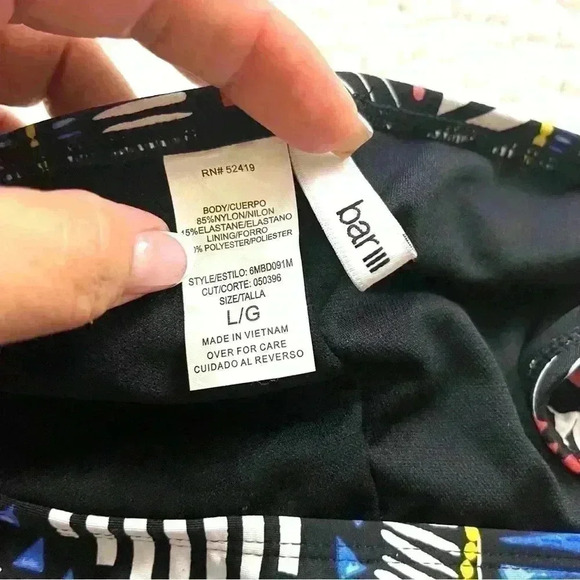 RN# 52419
BODY/CUERPO
85%NYLON/NILON
15%ELASTANE/ELASTANO
LINING/FORRO
% POLYESTER/POLIESTER
STYLE/ESTILO: 6MBD091M
CUT/CORTE: 050396
SIZE/TALLA
L/G
MADE IN VIETNAM
OVER FOR CARE
CUIDADO AL REVERSO
bar III